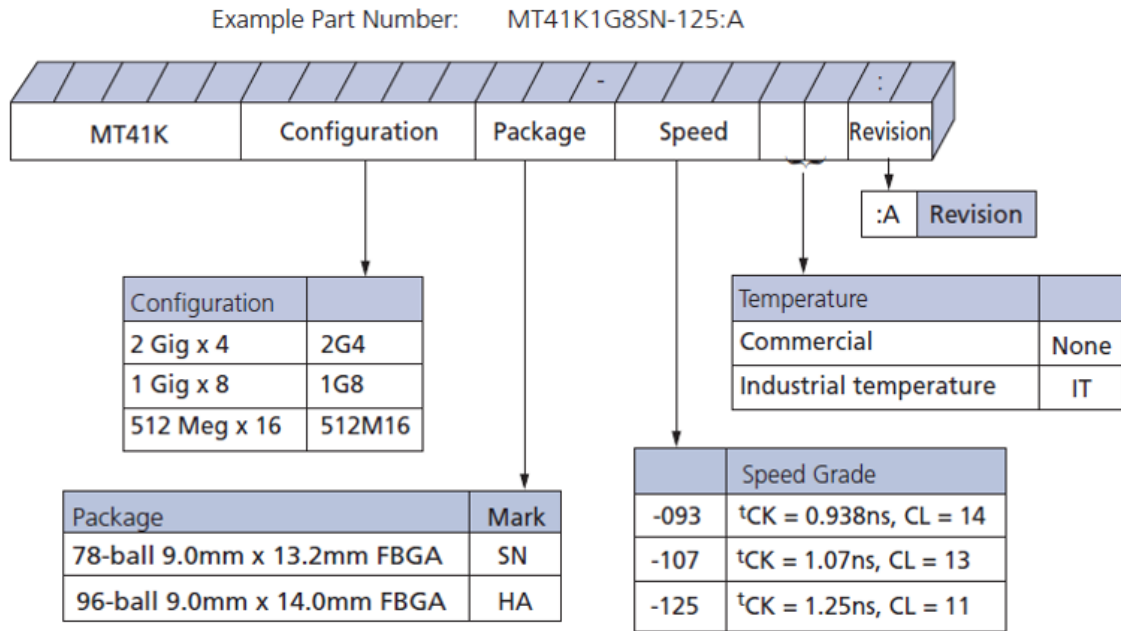 Example Part Number: MT41K1G8SN-125:A
- :
MT41K Configuration Package Speed Revision
:A Revision
Configuration
2 Gig x 4 2G4
1 Gig x 8 1G8
512 Meg x 16 512M16
Temperature
Commercial None
Industrial temperature IT
Package Mark
78-ball 9.0mm x 13.2mm FBGA SN
96-ball 9.0mm x 14.0mm FBGA HA
Speed Grade
-093 tCK = 0.938ns, CL = 14
-107 tCK = 1.07ns, CL = 13
-125 tCK = 1.25ns, CL = 11